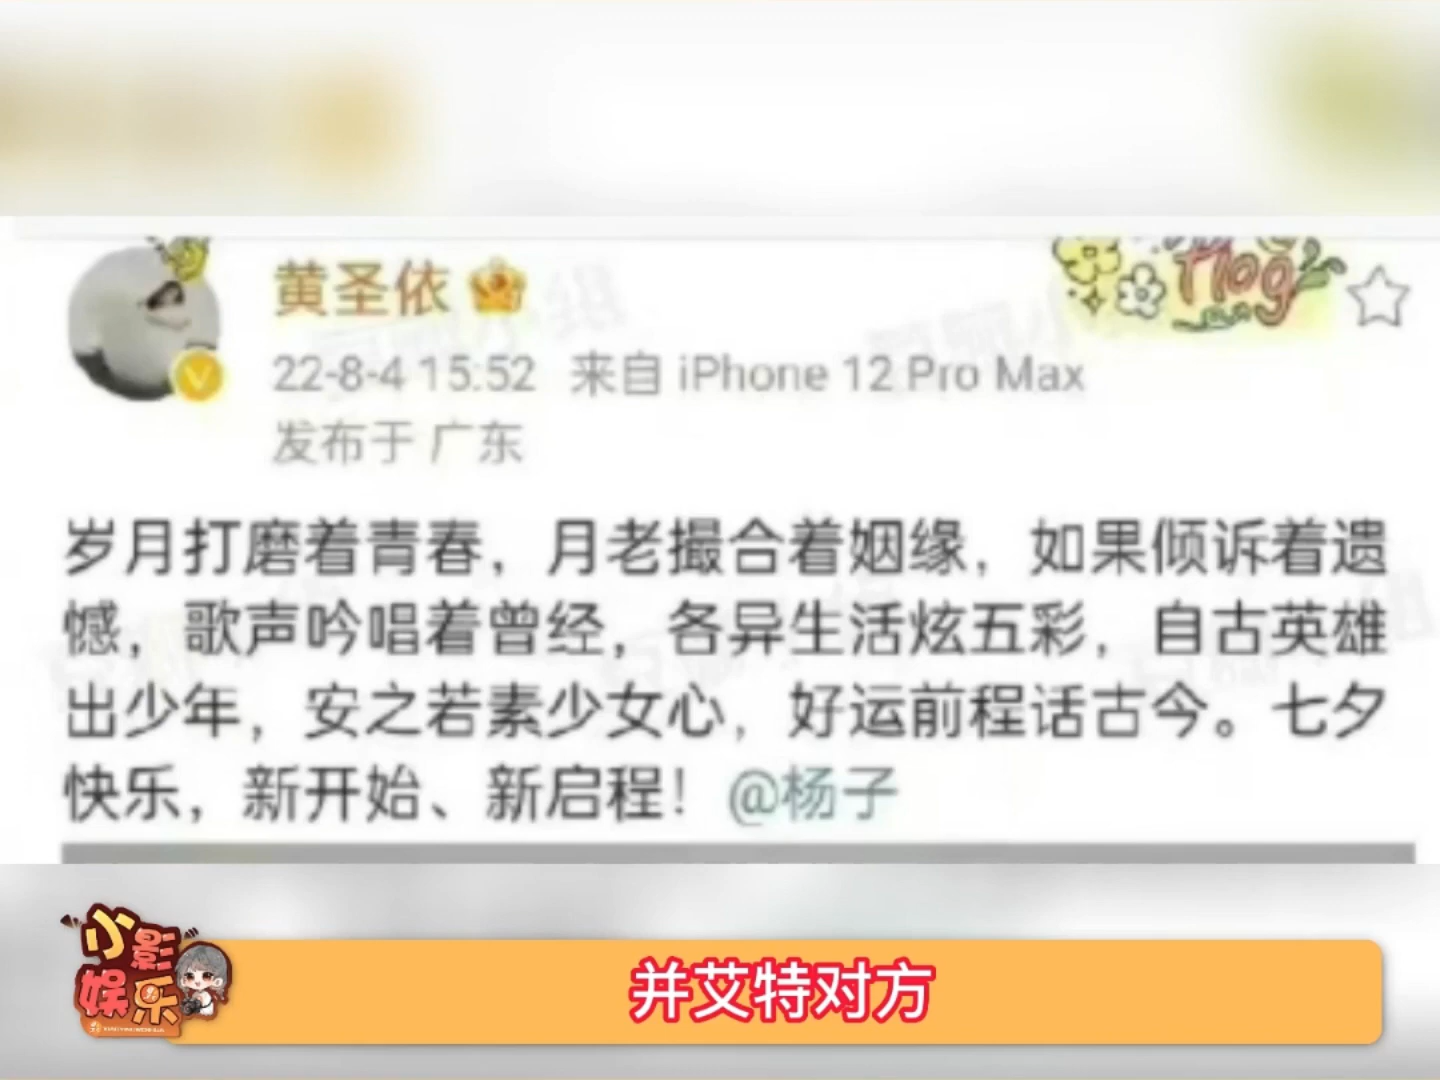 黄圣依
Hog
22-8-4 15:52 来自 iPhone 12 Pro Max
发布于 广东
岁月打磨着青春，月老撮合着姻缘，如果倾诉着遗
憾，歌声吟唱着曾经，各异生活炫五彩，自古英雄
出少年，安之若素少女心，好运前程话古今。七夕
快乐，新开始、新启程！@杨子
小影
娱乐
并艾特对方